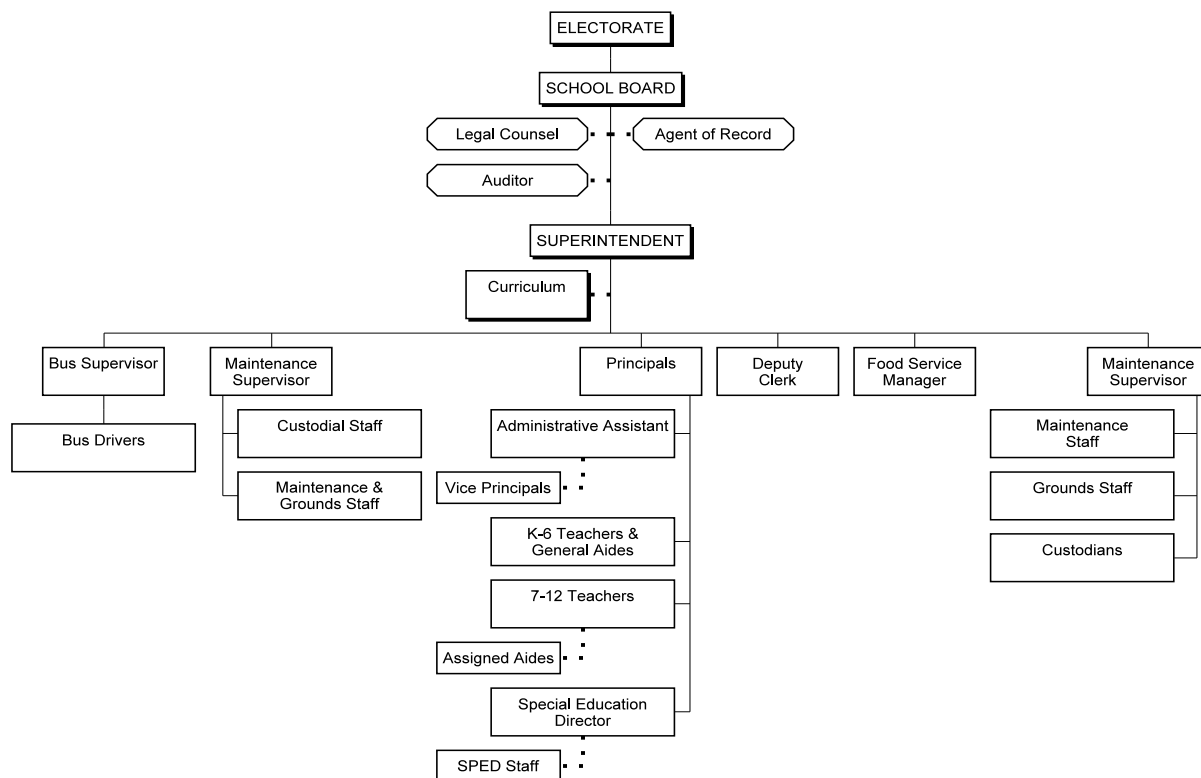 ELECTORATE
SCHOOL BOARD
Legal Counsel
Agent of Record
Auditor
SUPERINTENDENT
Curriculum
Bus Supervisor
Maintenance
Supervisor
Principals
Deputy
Clerk
Food Service
Manager
Maintenance
Supervisor
Bus Drivers
Custodial Staff
Maintenance &
Grounds Staff
Administrative Assistant
Vice Principals
K-6 Teachers &
General Aides
7-12 Teachers
Assigned Aides
Special Education
Director
SPED Staff
Maintenance
Staff
Grounds Staff
Custodians